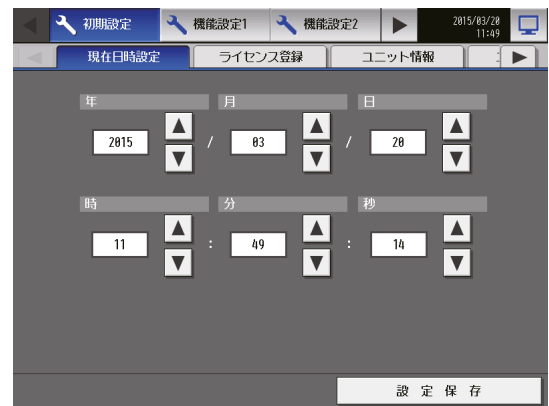 初期設定 機能設定1 機能設定2 2015/03/20
11:49
現在日時設定 ライセンス登録 ユニット情報
年 月 日
2015 / 03 / 20
時 分 秒
11 : 49 : 14
設定保存